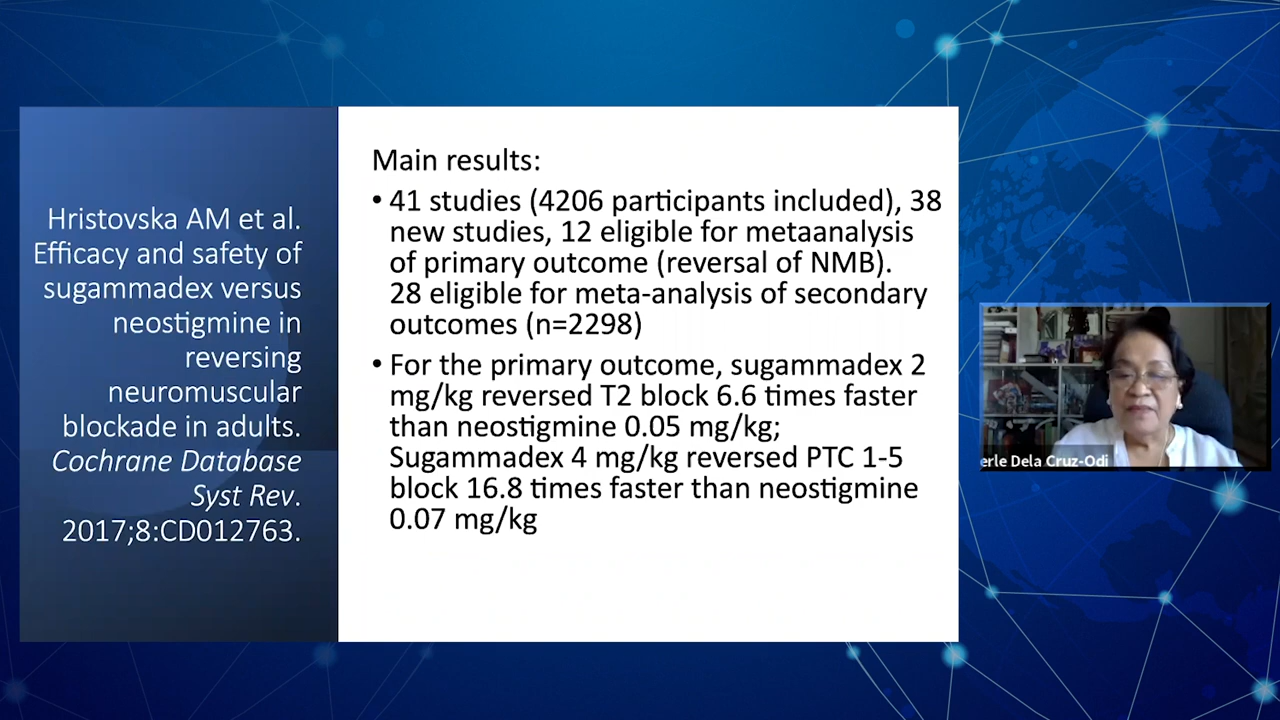 Hristovska AM et al.
Efficacy and safety of
sugammadex versus
neostigmine in
reversing
neuromuscular
blockade in adults.
Cochrane Database
Syst Rev.
2017;8:CD012763.
Main results:
• 41 studies (4206 participants included), 38
new studies, 12 eligible for metaanalysis
of primary outcome (reversal of NMB).
28 eligible for meta-analysis of secondary
outcomes (n=2298)
• For the primary outcome, sugammadex 2
mg/kg reversed T2 block 6.6 times faster
than neostigmine 0.05 mg/kg;
Sugammadex 4 mg/kg reversed PTC 1-5
block 16.8 times faster than neostigmine
0.07 mg/kg
erle Dela Cruz-Odi